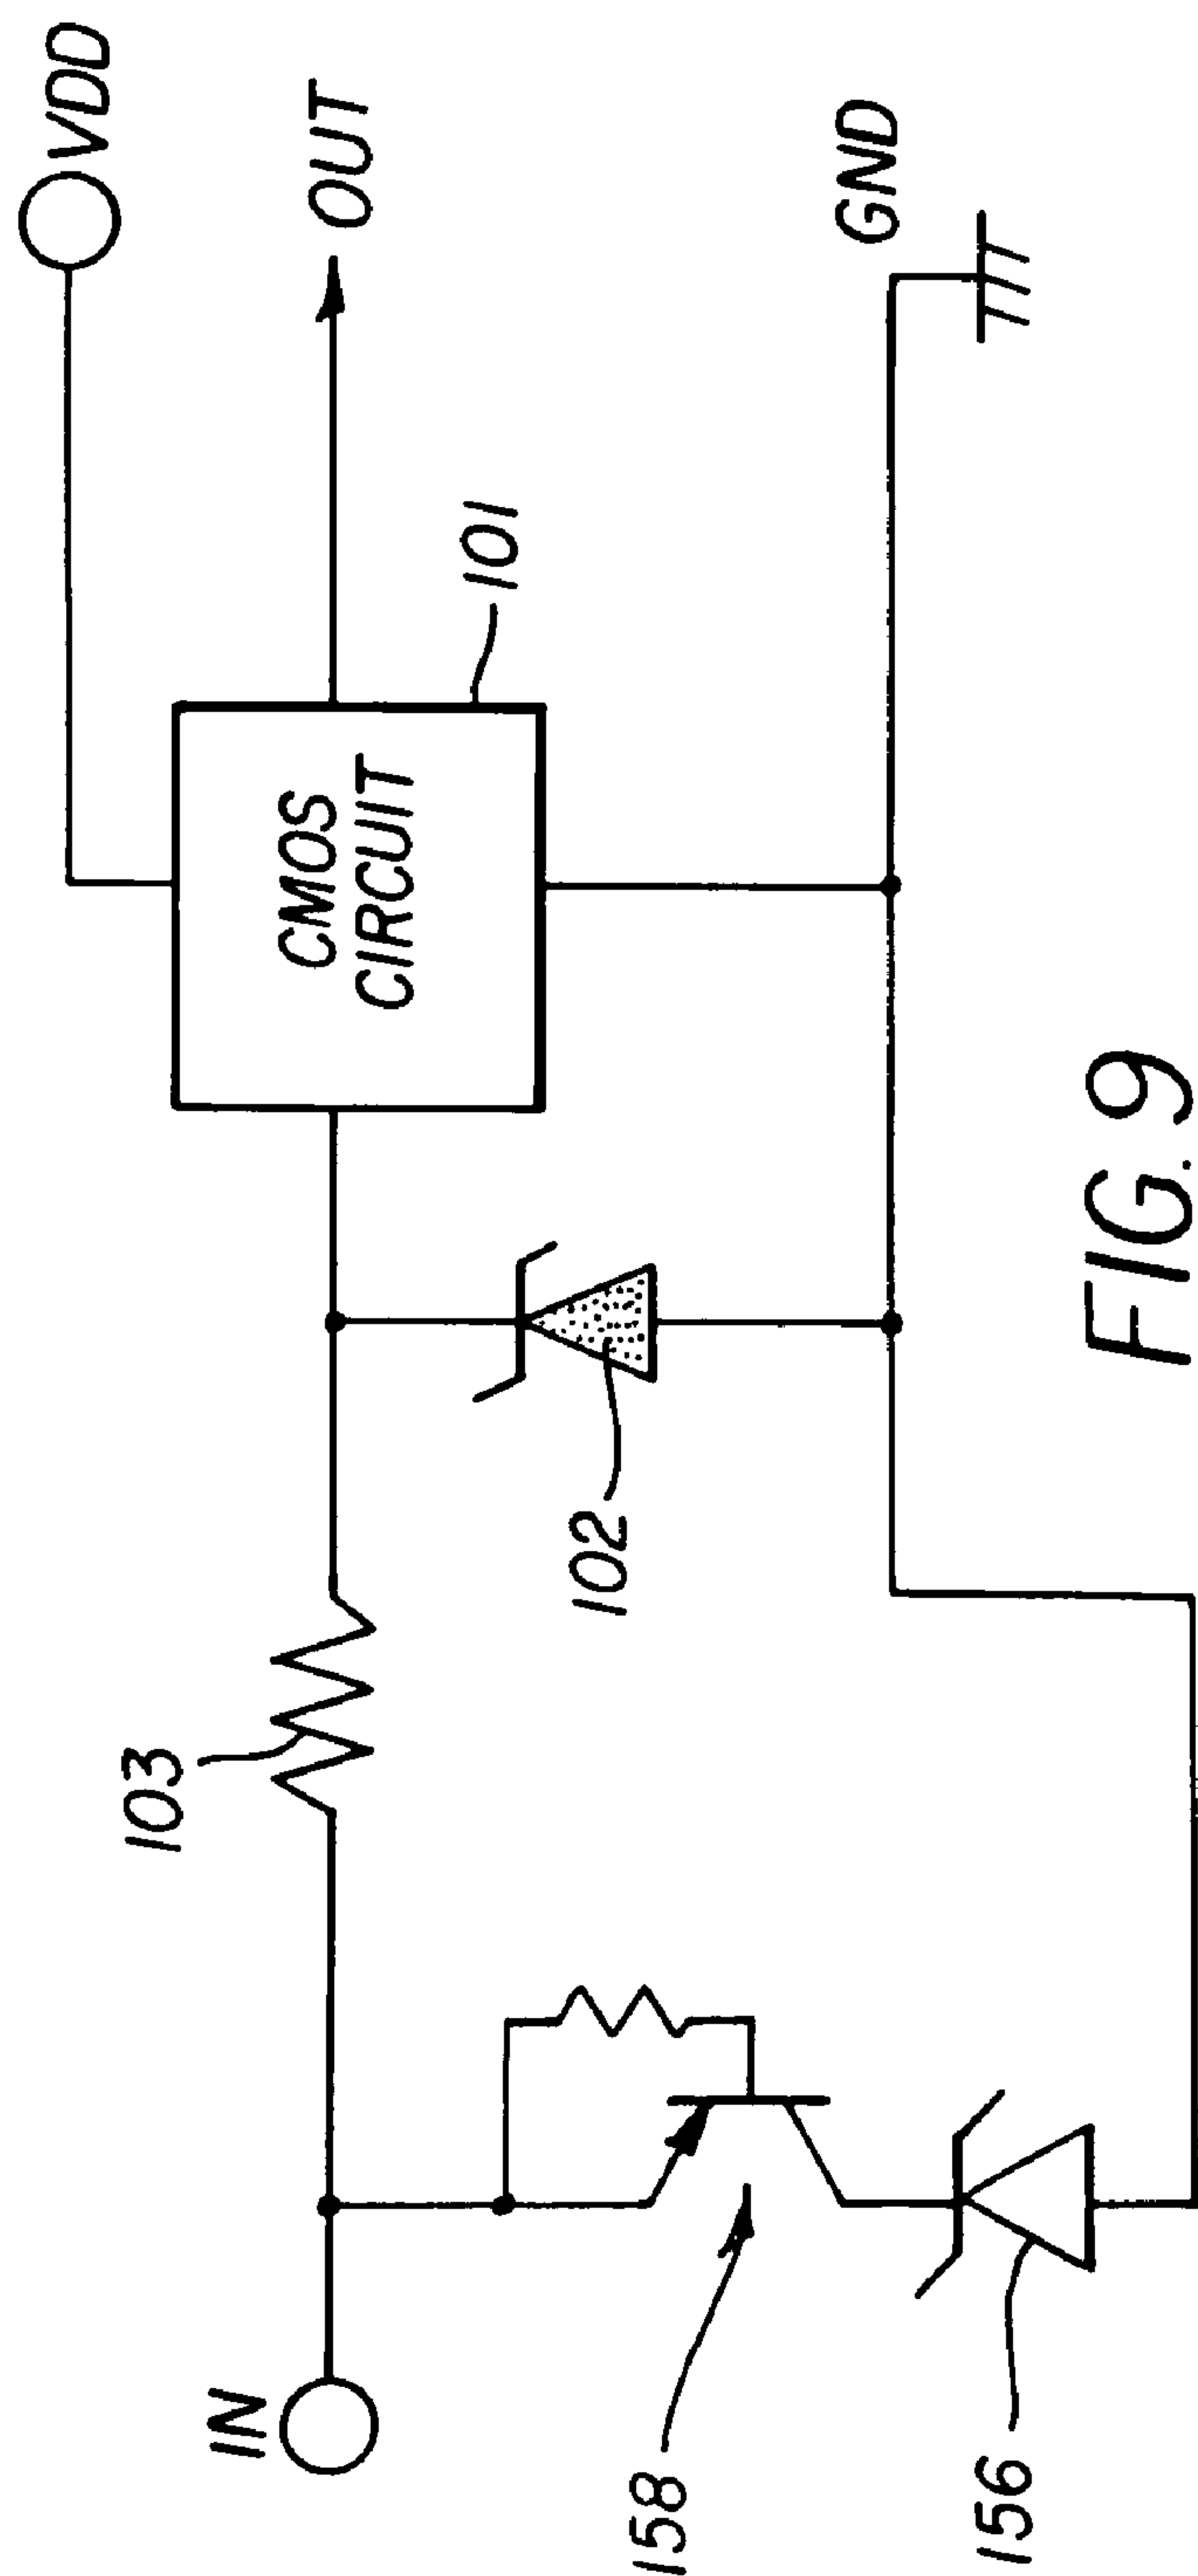 VDD
OUT
IN
103
CMOS
CIRCUIT
101
102
158
GND
156
FIG. 9